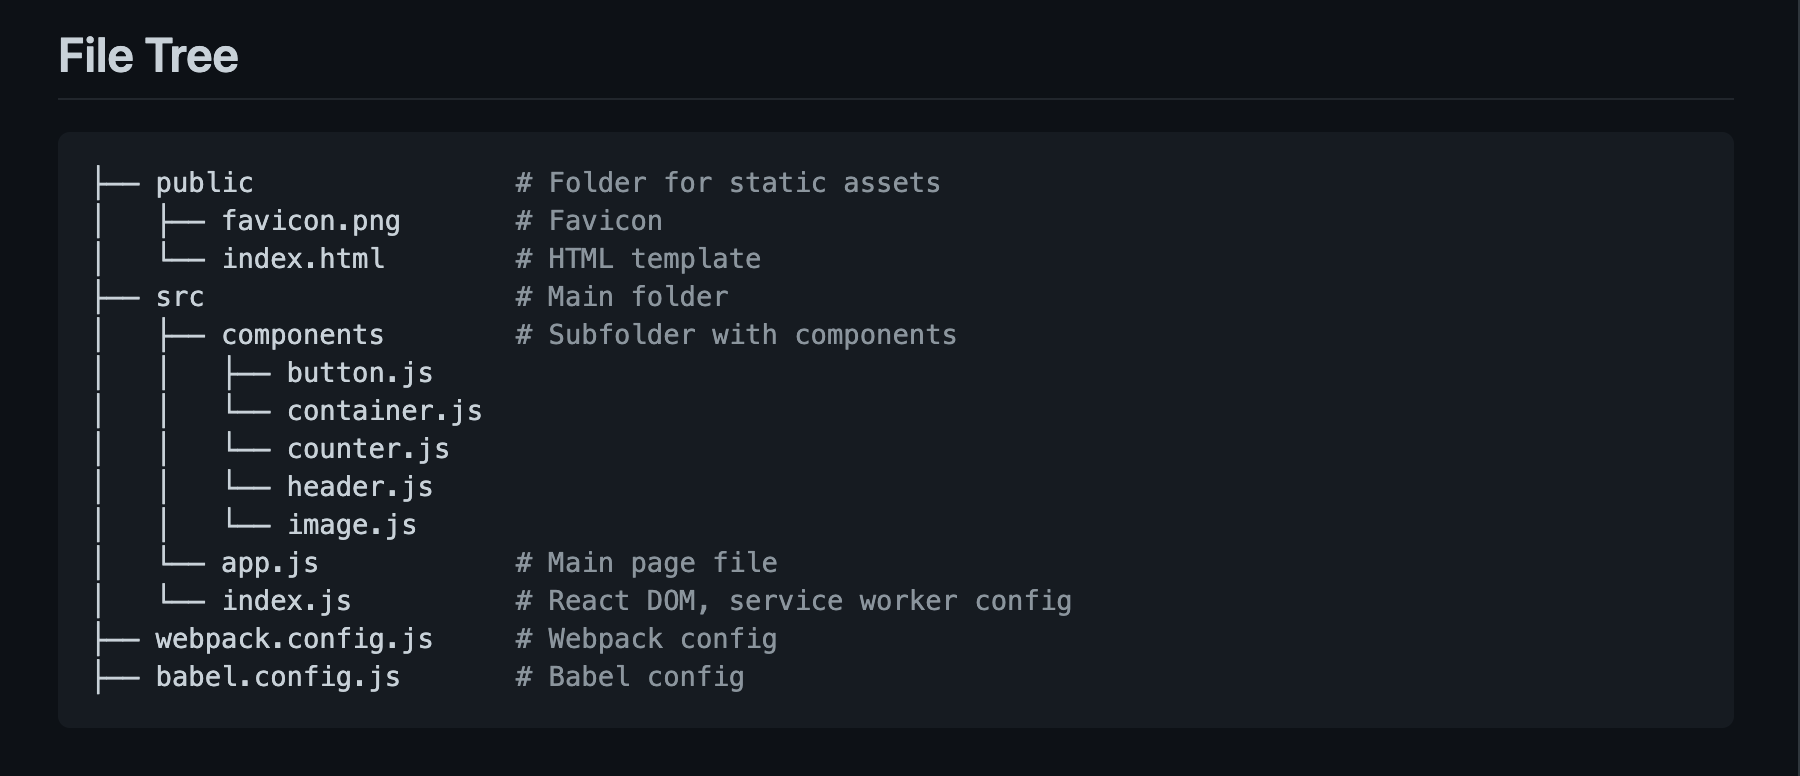 File Tree
├── public                # Folder for static assets
│   ├── favicon.png       # Favicon
│   └── index.html        # HTML template
├── src                   # Main folder
│   ├── components        # Subfolder with components
│   │   ├── button.js
│   │   └── container.js
│   │   └── counter.js
│   │   └── header.js
│   │   └── image.js
│   └── app.js            # Main page file
│   └── index.js          # React DOM, service worker config
├── webpack.config.js     # Webpack config
├── babel.config.js       # Babel config